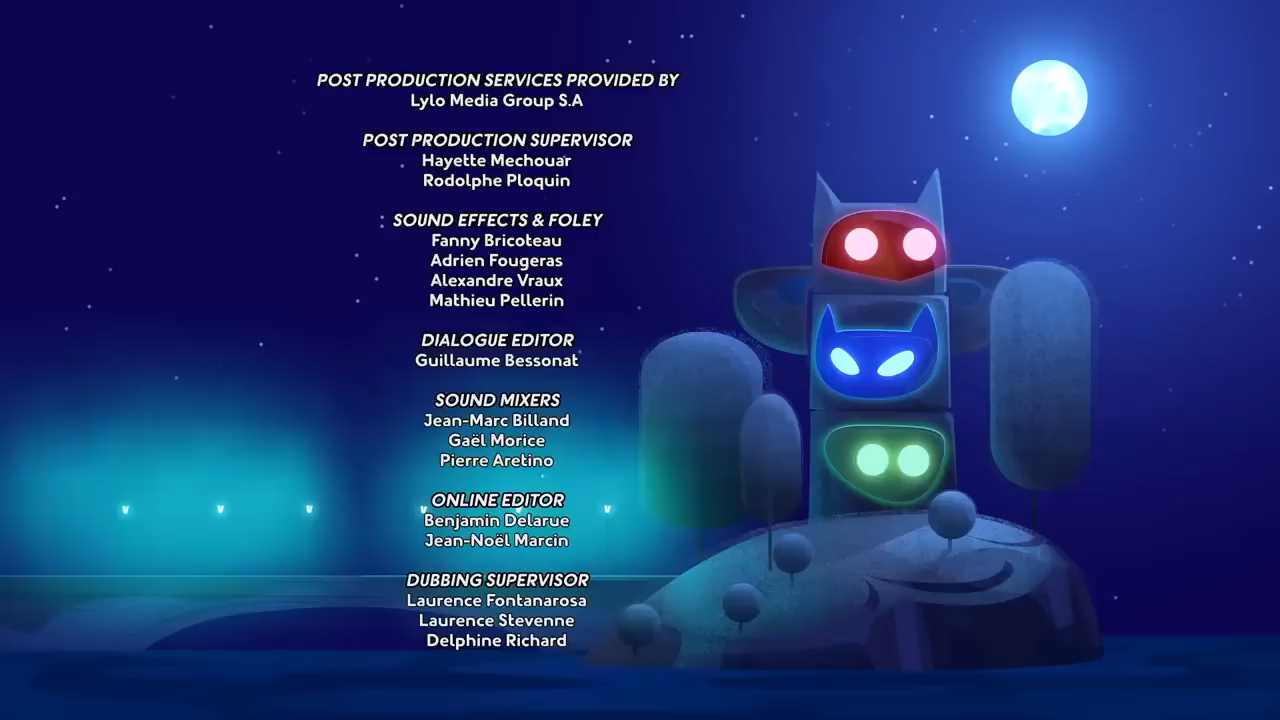 POST PRODUCTION SERVICES PROVIDED BY
Lylo Media Group S.A
POST PRODUCTION SUPERVISOR
Hayette Mechouar
Rodolphe Ploquin
SOUND EFFECTS & FOLEY
Fanny Bricoteau
Adrien Fougeras
Alexandre Vraux
Mathieu Pellerin
DIALOGUE EDITOR
Guillaume Bessonat
SOUND MIXERS
Jean-Marc Billand
Gaël Morice
Pierre Aretino
ONLINE EDITOR
Benjamin Delarue
Jean-Noël Marcin
DUBBING SUPERVISOR
Laurence Fontanarosa
Laurence Stevenne
Delphine Richard